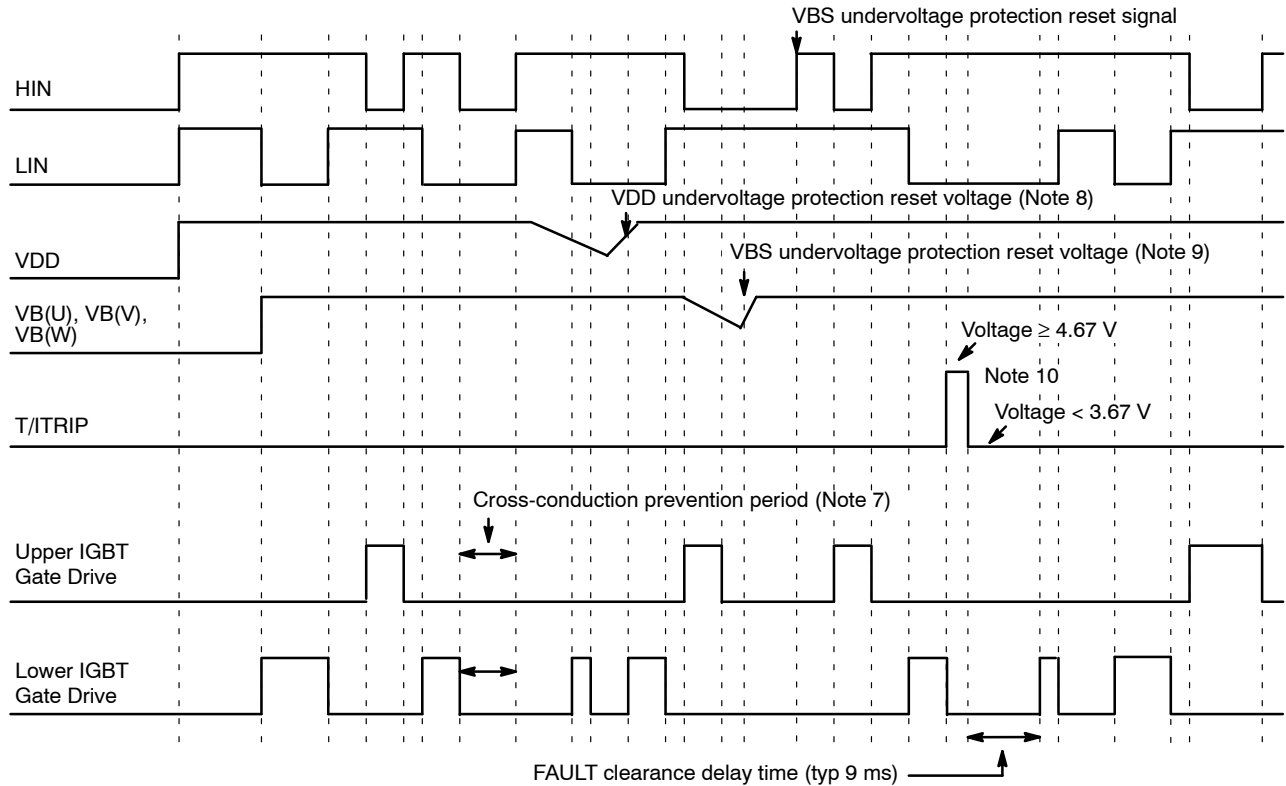 VBS undervoltage protection reset signal
HIN
LIN
VDD undervoltage protection reset voltage (Note 8)
VDD
VBS undervoltage protection reset voltage (Note 9)
VB(U), VB(V),
VB(W)
Voltage ≥ 4.67 V
Note 10
Voltage < 3.67 V
T/ITRIP
Cross-conduction prevention period (Note 7)
Upper IGBT
Gate Drive
Lower IGBT
Gate Drive
FAULT clearance delay time (typ 9 ms)